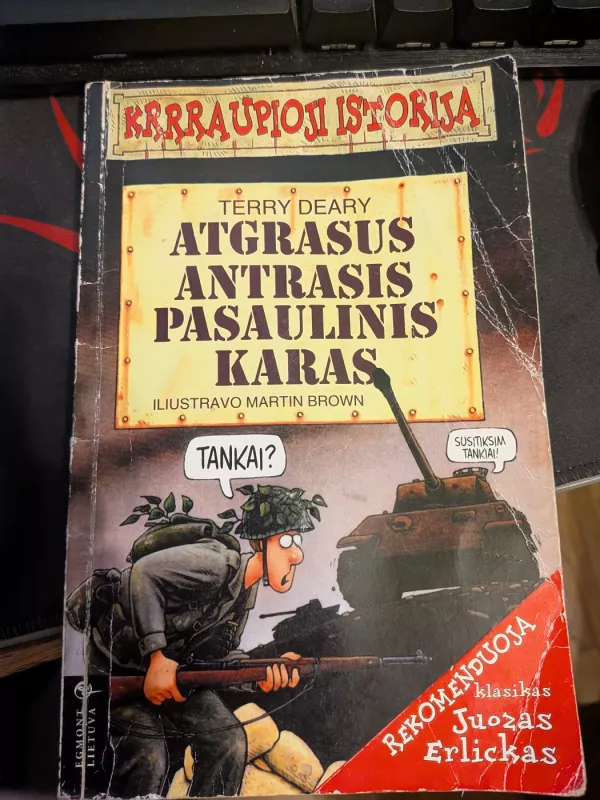 KRRRAUPIOJI ISTORIJA
TERRY DEARY
ATGRASUS
ANTRASIS
PASAULINIS
KARAS
ILIUSTRAVO MARTIN BROWN
TANKAI?
SUSITIKSIM
TANKIAI!
REKOMENDUOJA
klasikas
Juozas
Erlickas
EGMONT
LIETUVA